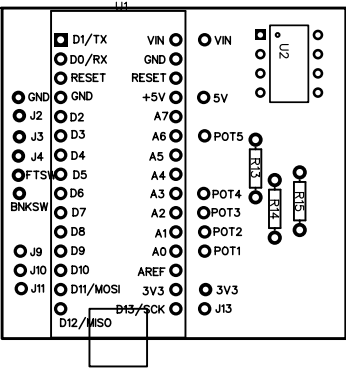 U1
D1/TX VIN VIN
D0/RX GND
RESET RESET
GND GND +5V 5V
J2 D2 A7
J3 D3 A6 POT5
J4 D4 A5
FTSW D5 A4
D6 A3 POT4
BNKSW D7 A2 POT3
D8 A1 POT2
J9 D9 A0 POT1
J10 D10 AREF
J11 D11/MOSI 3V3 3V3
D13/SCK J13
D12/MISO
U2
R13
R14
R15